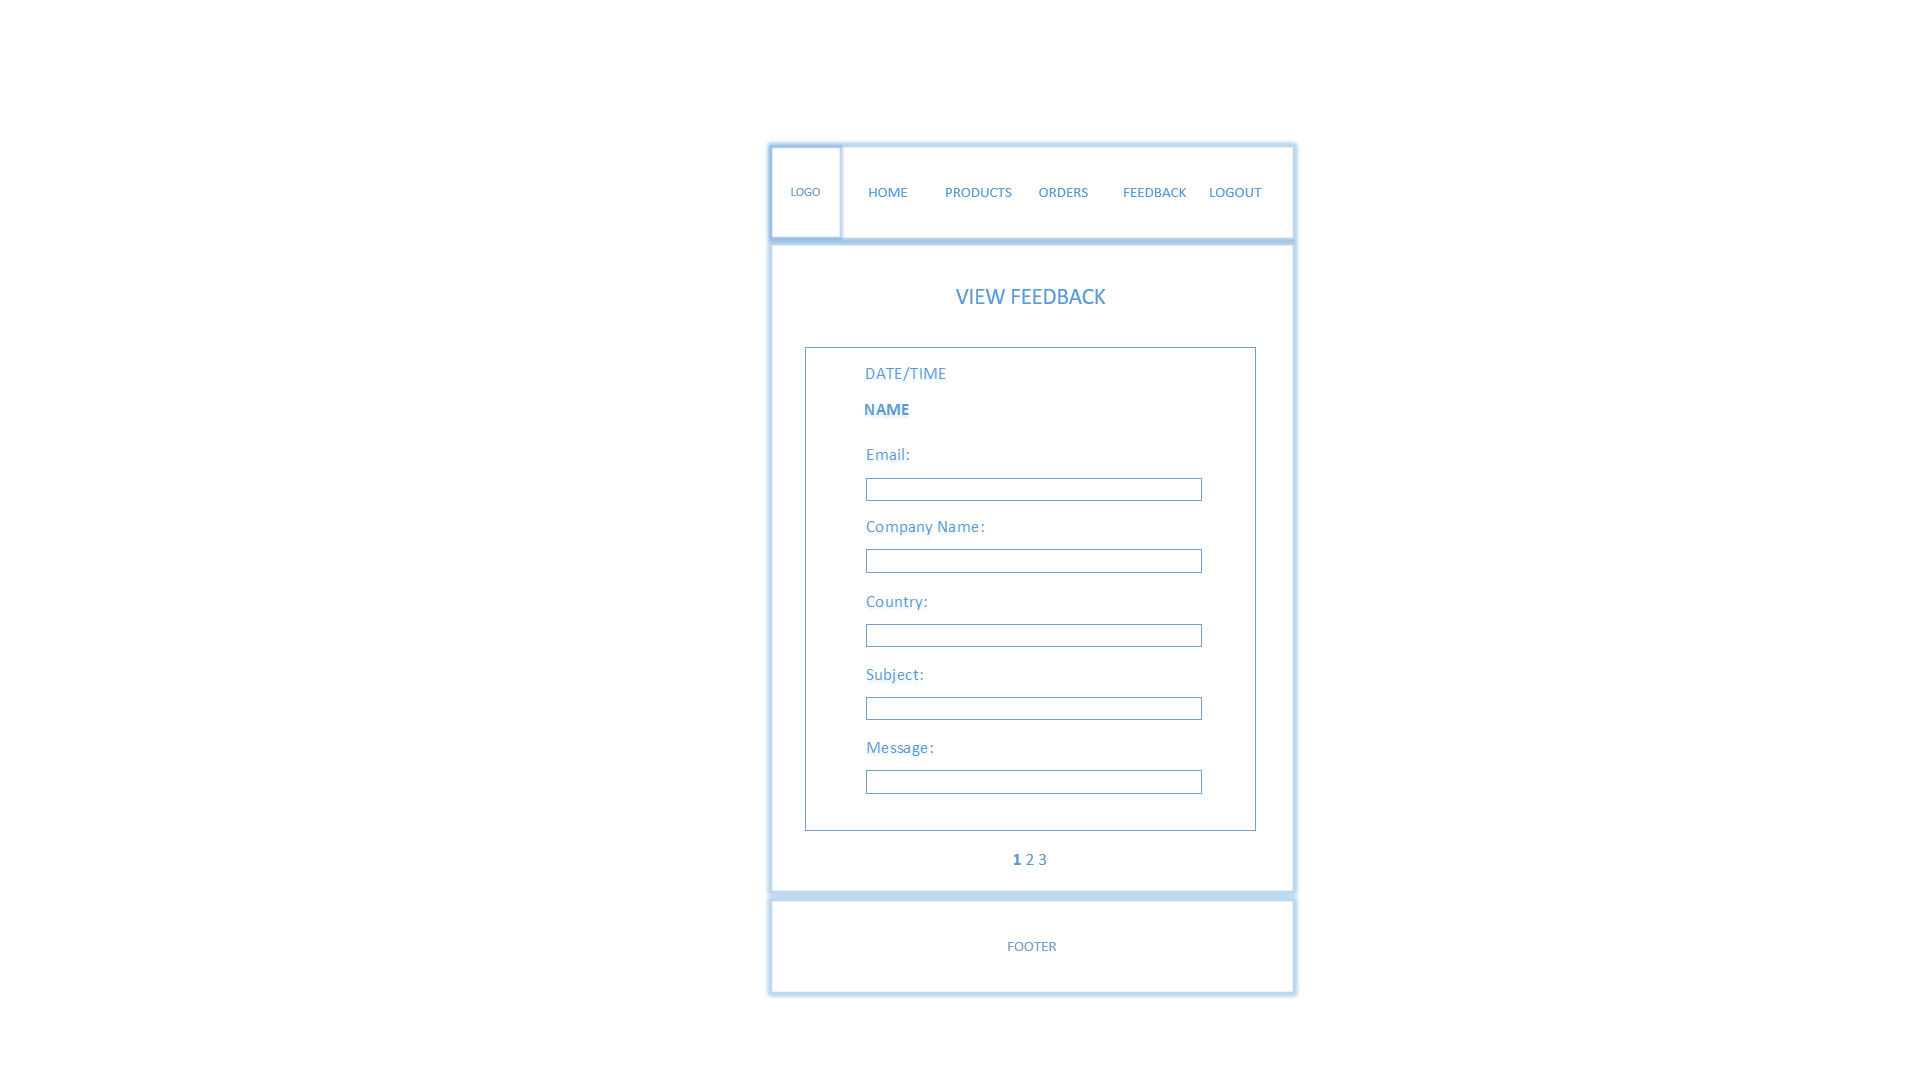 LOGO HOME PRODUCTS ORDERS FEEDBACK LOGOUT
VIEW FEEDBACK
DATE/TIME
NAME
Email:
Company Name:
Country:
Subject:
Message:
1 2 3
FOOTER